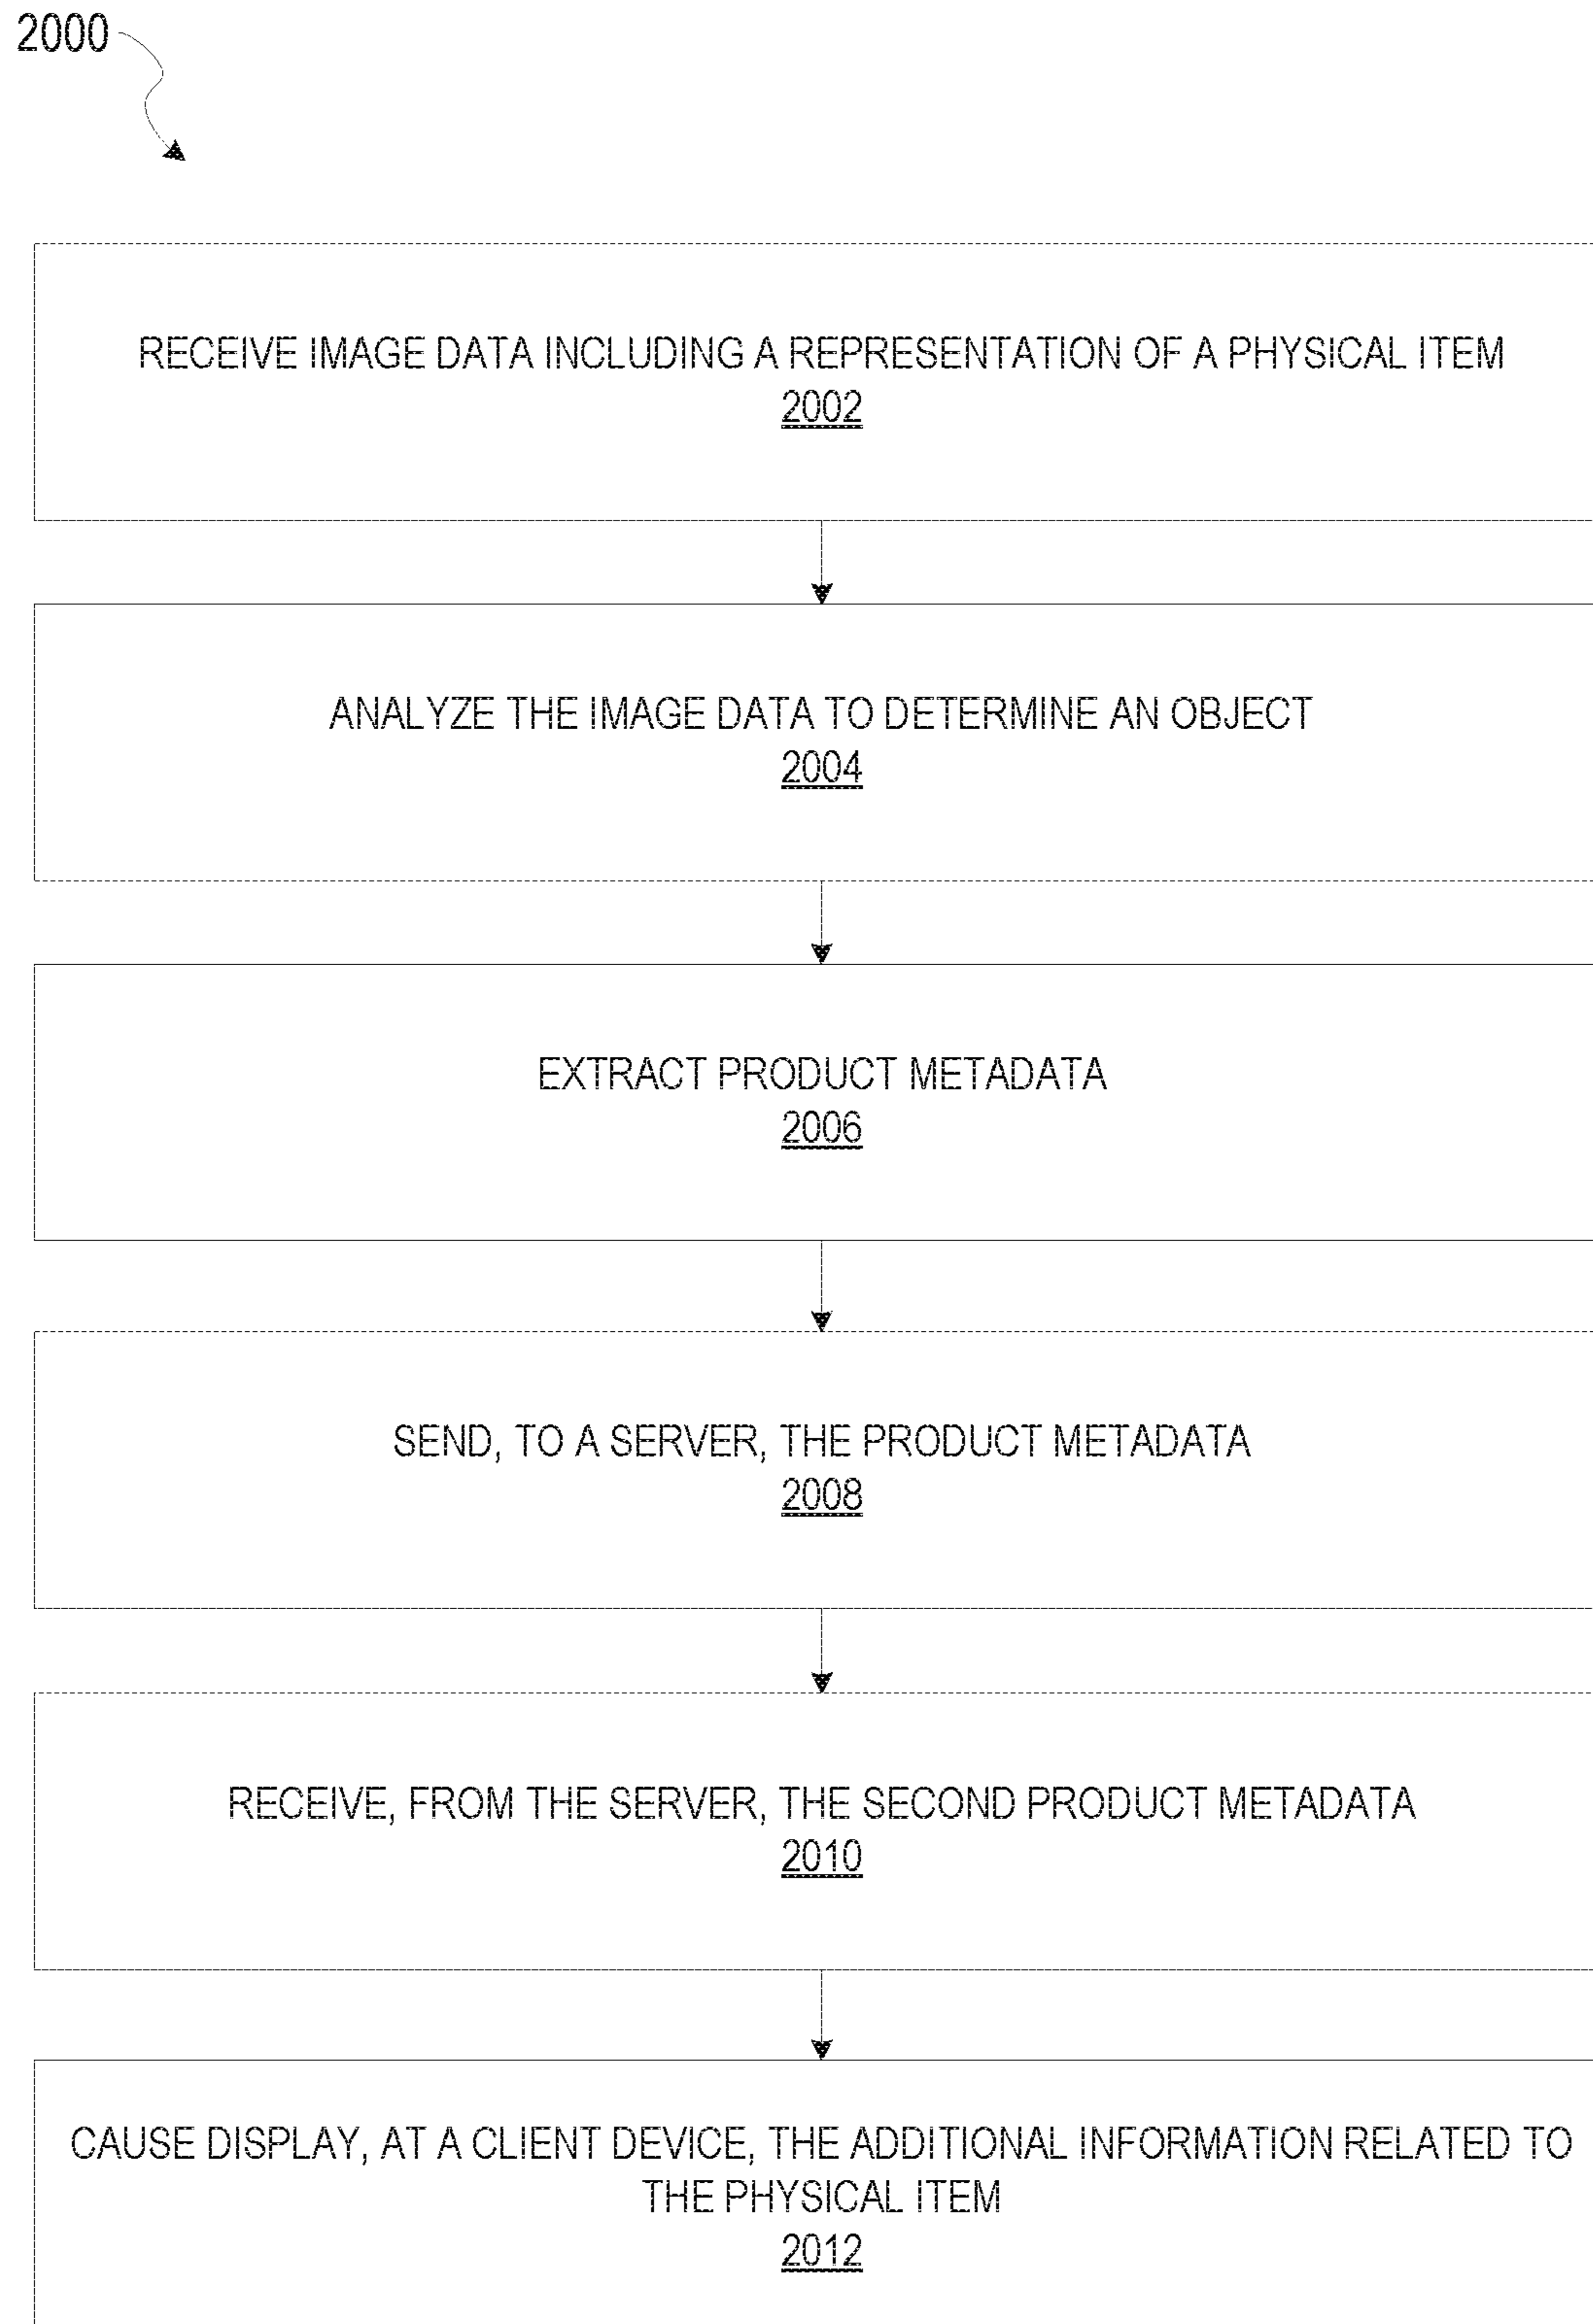 2000
RECEIVE IMAGE DATA INCLUDING A REPRESENTATION OF A PHYSICAL ITEM
2002
ANALYZE THE IMAGE DATA TO DETERMINE AN OBJECT
2004
EXTRACT PRODUCT METADATA
2006
SEND, TO A SERVER, THE PRODUCT METADATA
2008
RECEIVE, FROM THE SERVER, THE SECOND PRODUCT METADATA
2010
CAUSE DISPLAY, AT A CLIENT DEVICE, THE ADDITIONAL INFORMATION RELATED TO
THE PHYSICAL ITEM
2012